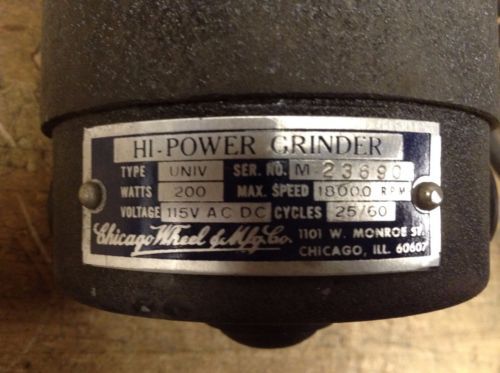 HI-POWER GRINDER
TYPE UNIV SER. NO. M 23690
WATTS 200 MAX. SPEED 18000 RPM
VOLTAGE 115V AC DC CYCLES 25/60
Chicago Wheel & Mfg. Co. 1101 W. MONROE ST.
CHICAGO, ILL. 60607